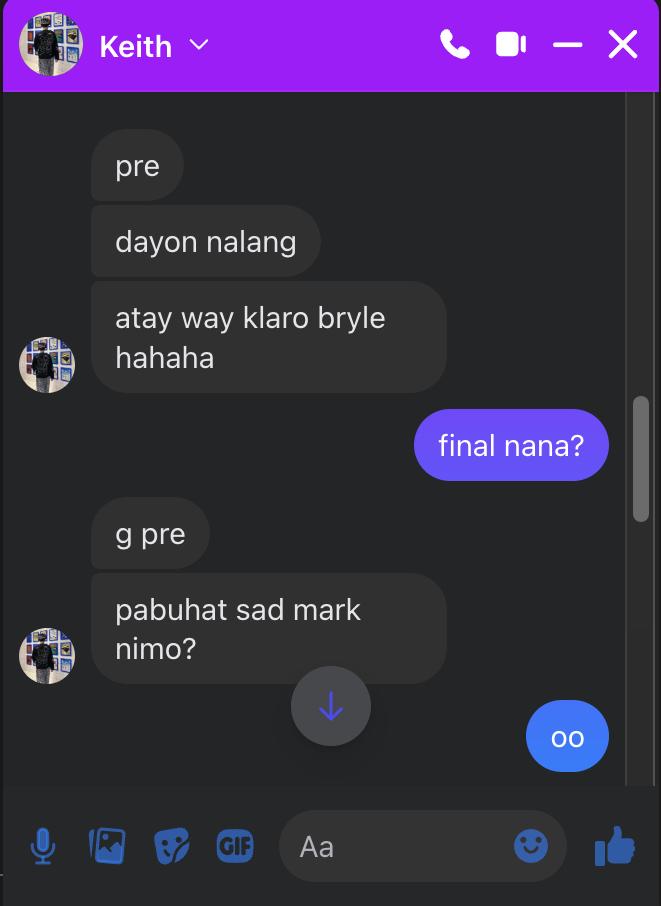 Keith
pre
dayon nalang
atay way klaro bryle
hahaha
final nana?
g pre
pabuhat sad mark
nimo?
oo
GIF
Aa